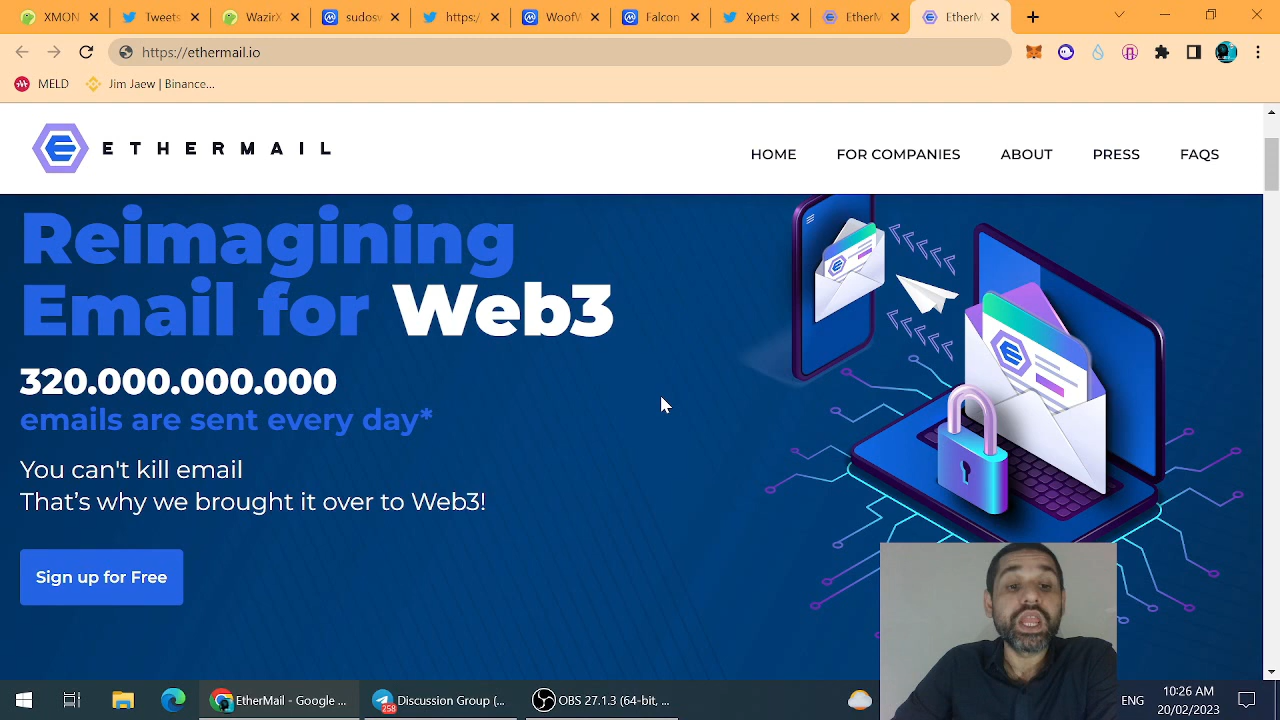 XMON
Tweets
WazirX
sudosv
https:/
WoofW
Falcon
Xperts
EtherM
EtherM
https://ethermail.io
MELD
Jim Jaew | Binance...
ETHERMAIL
HOME
FOR COMPANIES
ABOUT
PRESS
FAQS
Reimagining
Email for Web3
320.000.000.000
emails are sent every day*
You can't kill email
That's why we brought it over to Web3!
Sign up for Free
EtherMail - Google ...
258
Discussion Group (...
OBS 27.1.3 (64-bit, ...
ENG
10:26 AM
20/02/2023